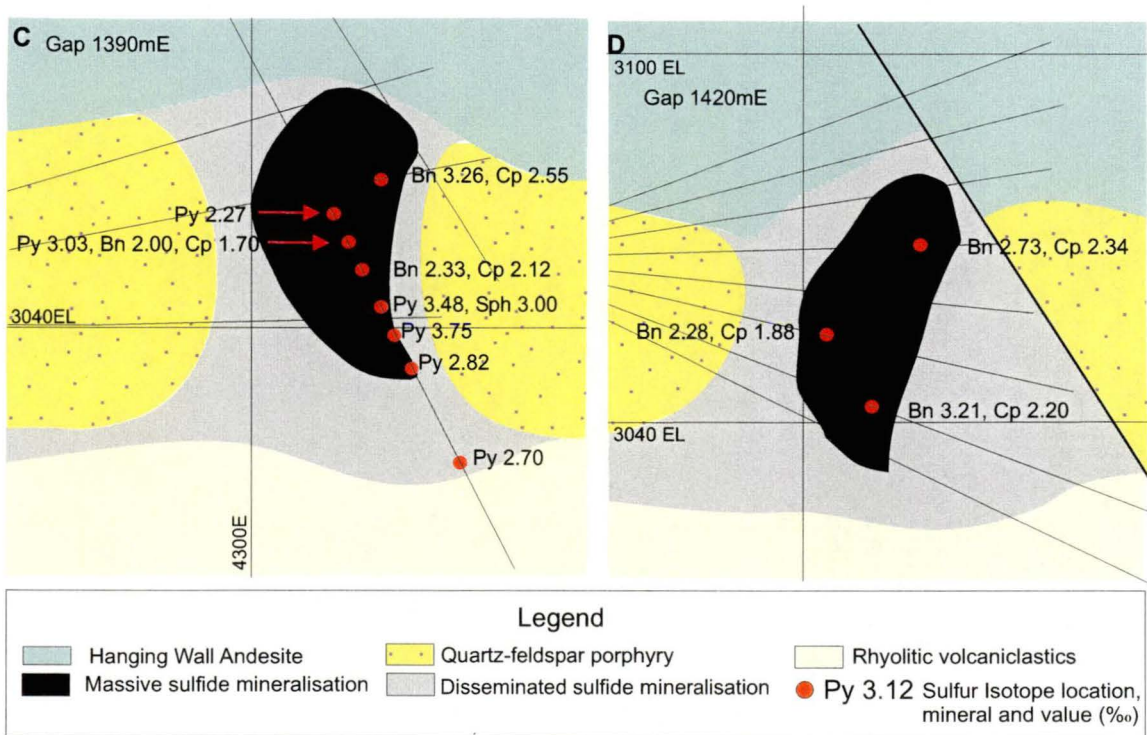 C
Gap 1390mE
Bn 3.26, Cp 2.55
Py 2.27
Py 3.03, Bn 2.00, Cp 1.70
Bn 2.33, Cp 2.12
Py 3.48, Sph 3.00
3040EL
Py 3.75
Py 2.82
Py 2.70
4300E
D
3100 EL
Gap 1420mE
Bn 2.73, Cp 2.34
Bn 2.28, Cp 1.88
Bn 3.21, Cp 2.20
3040 EL
Legend
Hanging Wall Andesite
Quartz-feldspar porphyry
Rhyolitic volcaniclastics
Massive sulfide mineralisation
Disseminated sulfide mineralisation
Py 3.12 Sulfur Isotope location,
mineral and value (‰)